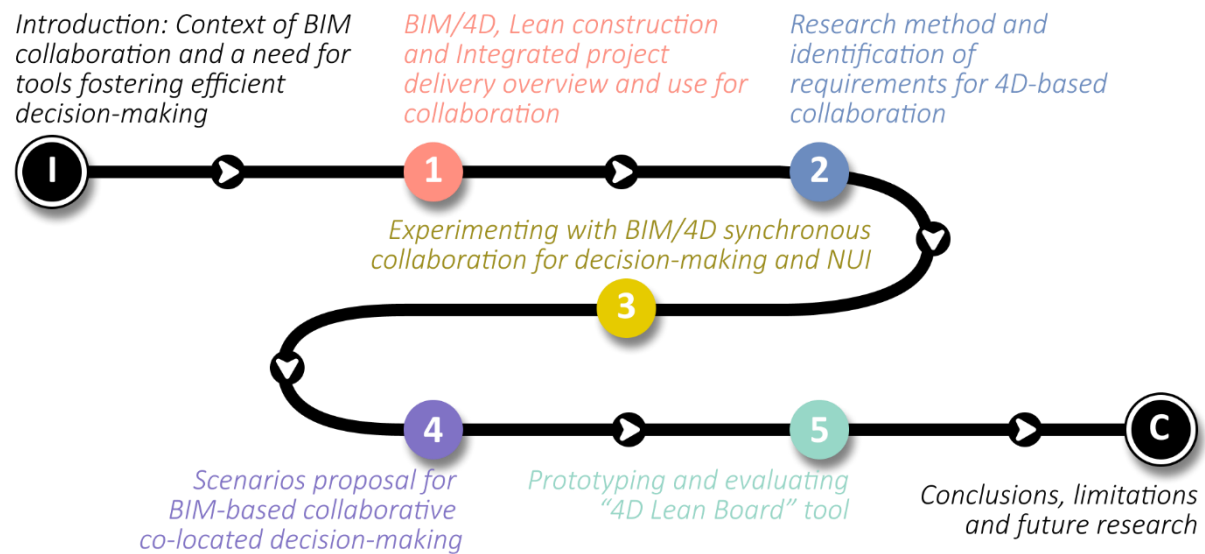 Introduction: Context of BIM
collaboration and a need for
tools fostering efficient
decision-making
BIM/4D, Lean construction
and Integrated project
delivery overview and use for
collaboration
Research method and
identification of
requirements for 4D-based
collaboration
I
1
2
Experimenting with BIM/4D synchronous
collaboration for decision-making and NUI
3
4
5
C
Scenarios proposal for
BIM-based collaborative
co-located decision-making
Prototyping and evaluating
“4D Lean Board” tool
Conclusions, limitations
and future research